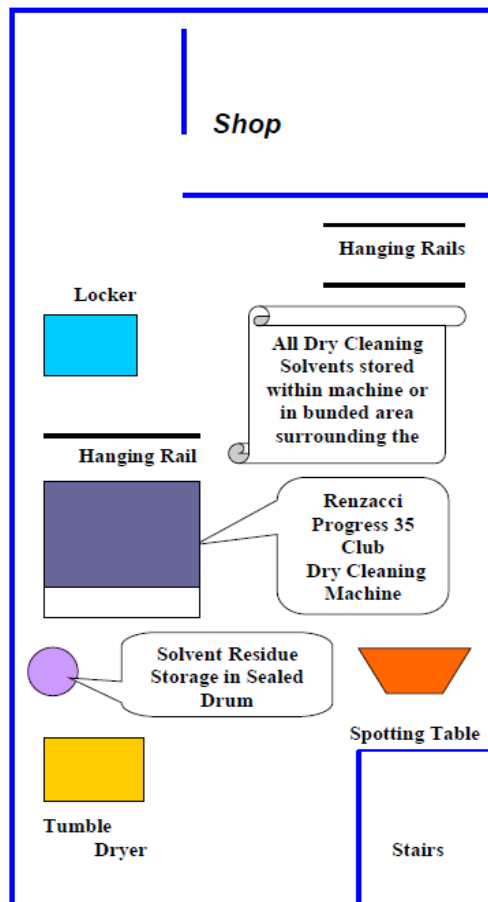 Shop
Hanging Rails
Locker
All Dry Cleaning
Solvents stored
within machine or
in bunded area
surrounding the
Hanging Rail
Renzacci
Progress 35
Club
Dry Cleaning
Machine
Solvent Residue
Storage in Sealed
Drum
Spotting Table
Tumble
Dryer
Stairs